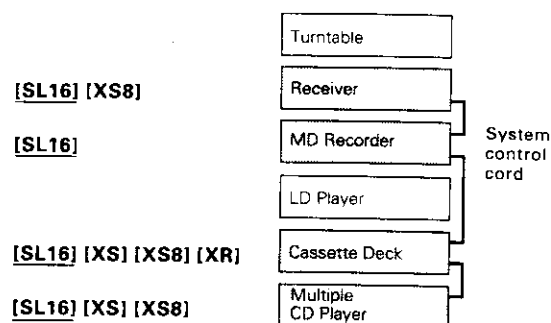 Turntable
[SL16] [XS8]
Receiver
[SL16]
MD Recorder
System
control
cord
LD Player
[SL16] [XS] [XS8] [XR]
Cassette Deck
[SL16] [XS] [XS8]
Multiple
CD Player